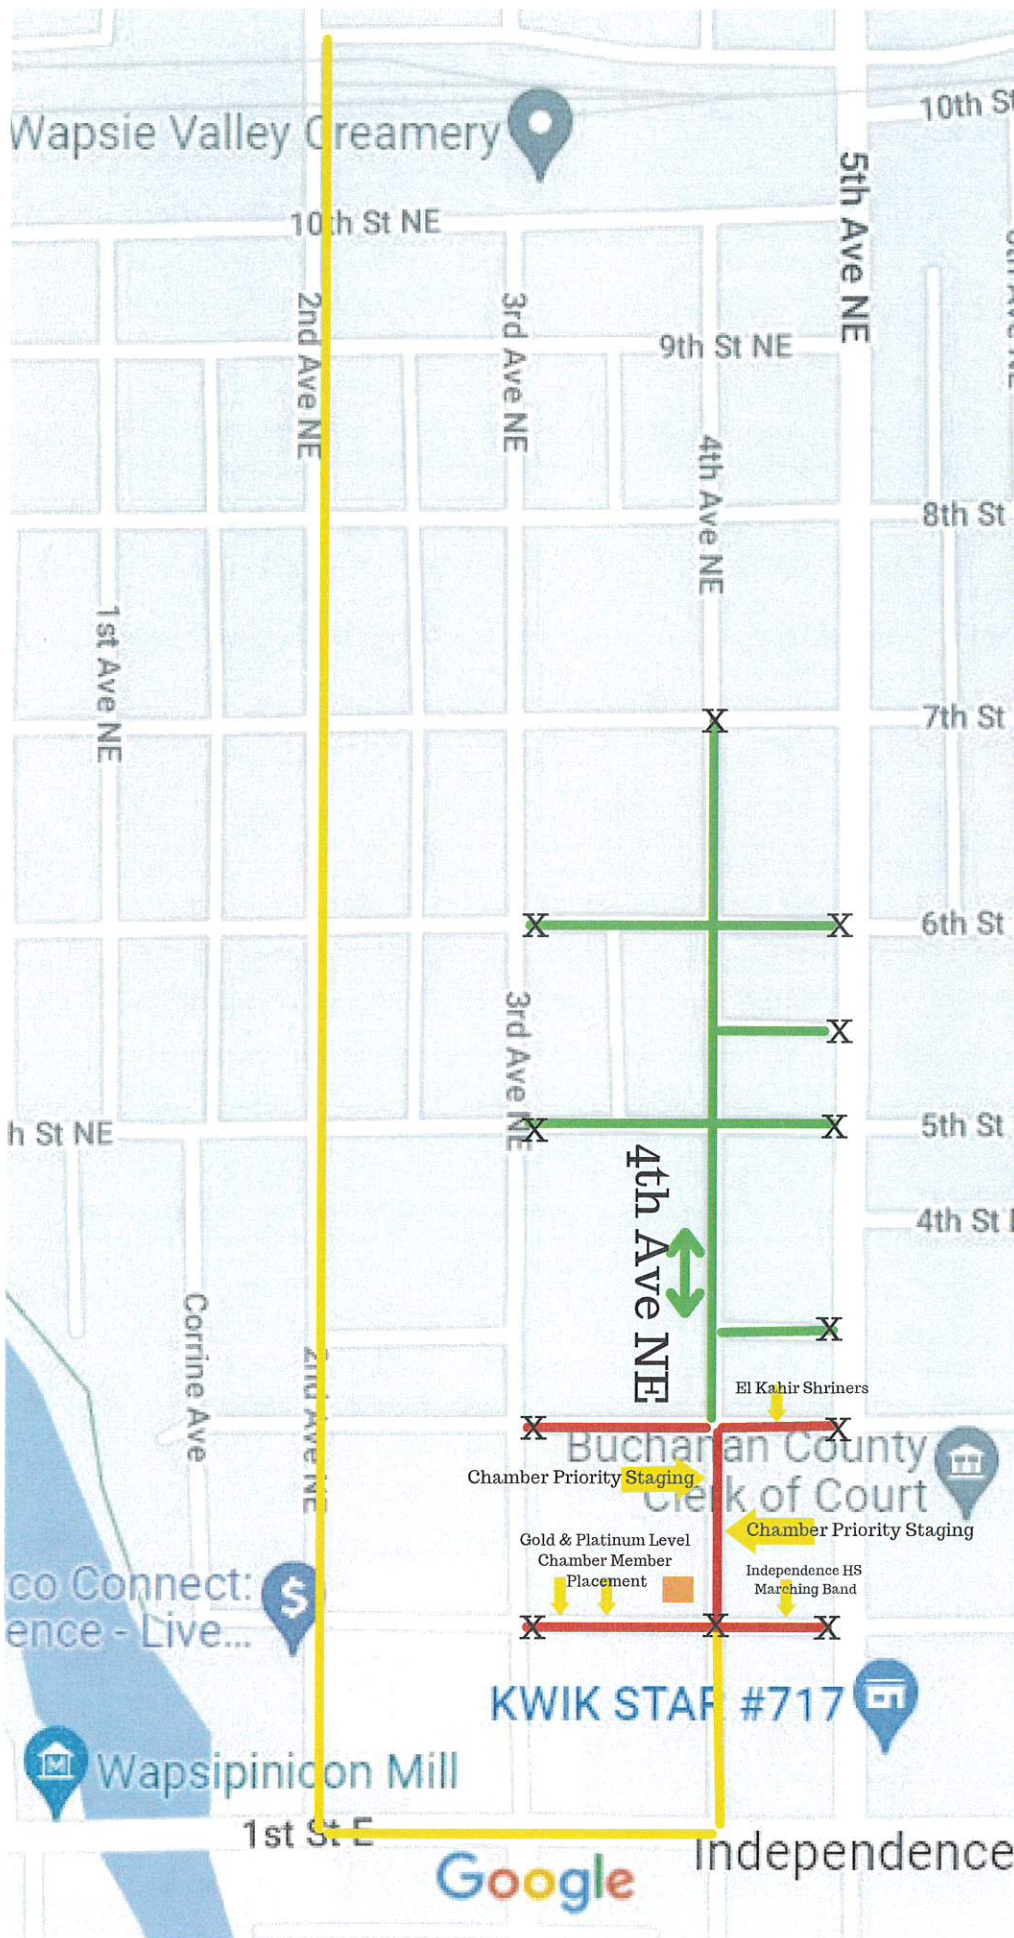 10th St
Wapsie Valley Creamery
5th Ave NE
10th St NE
2nd Ave NE
3rd Ave NE
9th St NE
4th Ave NE
8th St
1st Ave NE
7th St
X
6th St
X
X
3rd Ave NE
X
h St NE
5th St
X
X
4th Ave NE
4th St
Corrine Ave
X
2nd Ave NE
El Kahir Shriners
X
X
Buchanan County
Clerk of Court
Chamber Priority Staging
Chamber Priority Staging
Gold & Platinum Level
Chamber Member
Placement
Independence HS
Marching Band
co Connect:
ence - Live...
$
X
X
X
KWIK STAR #717
M
Wapsipinicon Mill
1st St E
Independence
Google